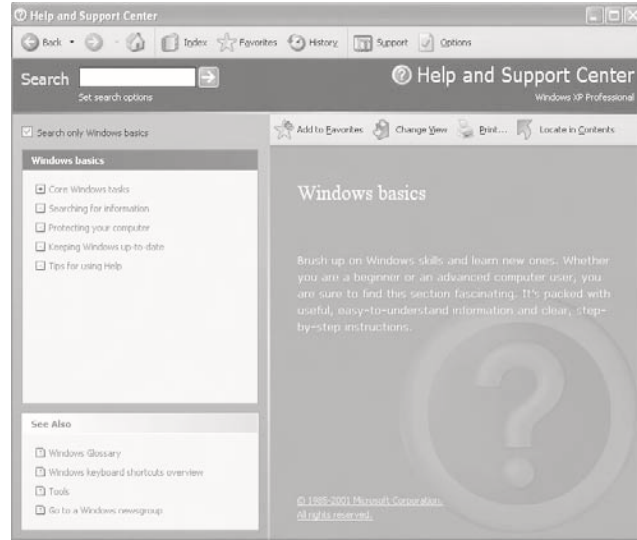 Help and Support Center
Back
Index
Favorites
History
Support
Options
Search
Set search options
Help and Support Center
Windows XP Professional
Search only Windows basics
Add to Favorites
Change View
Print...
Locate in Contents
Windows basics
Core Windows tasks
Searching for information
Protecting your computer
Keeping Windows up-to-date
Tips for using Help
See Also
Windows Glossary
Windows keyboard shortcuts overview
Tools
Go to a Windows newsgroup
Windows basics
Brush up on Windows skills and learn new ones. Whether
you are a beginner or an advanced computer user, you
are sure to find this section fascinating. It's packed with
useful, easy-to-understand information and clear, step-
by-step instructions.
© 1985-2001 Microsoft Corporation.
All rights reserved.